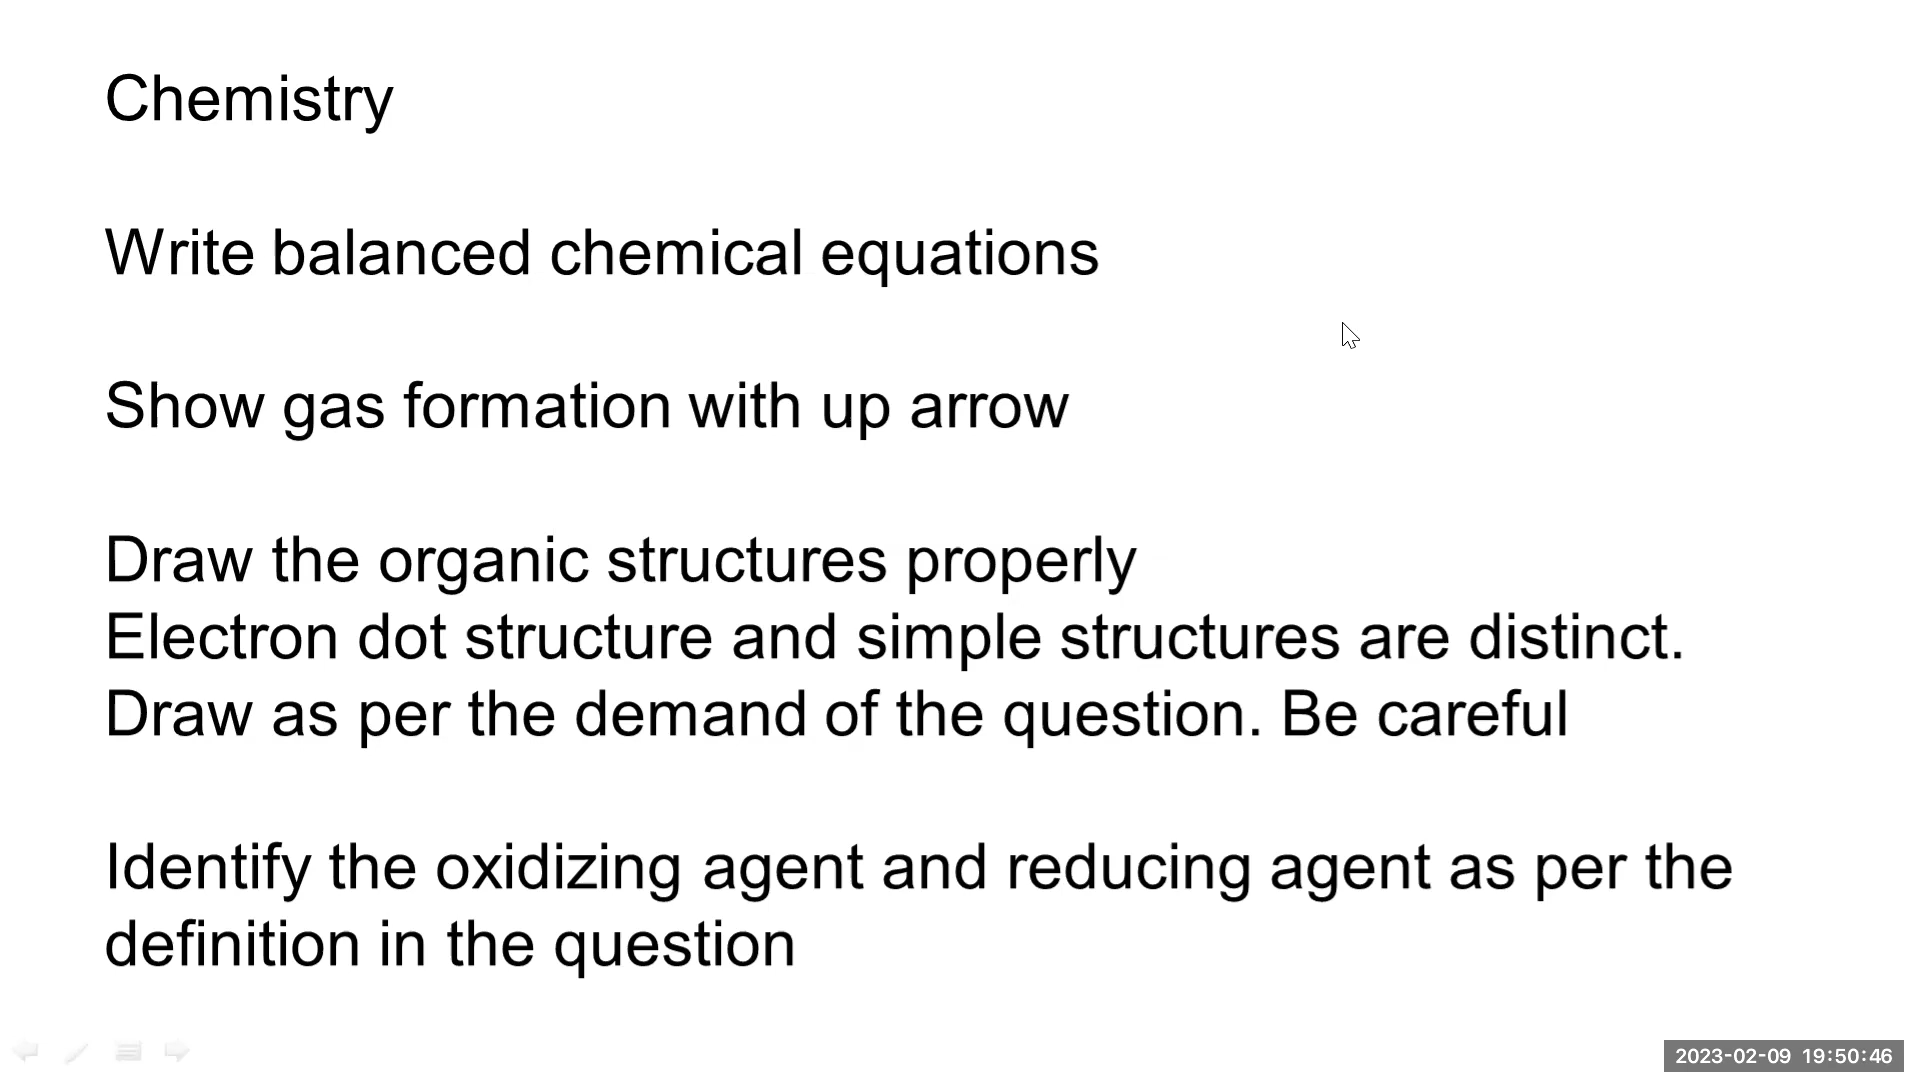 Chemistry
Write balanced chemical equations
Show gas formation with up arrow
Draw the organic structures properly
Electron dot structure and simple structures are distinct.
Draw as per the demand of the question. Be careful
Identify the oxidizing agent and reducing agent as per the
definition in the question
2023-02-09 19:50:46